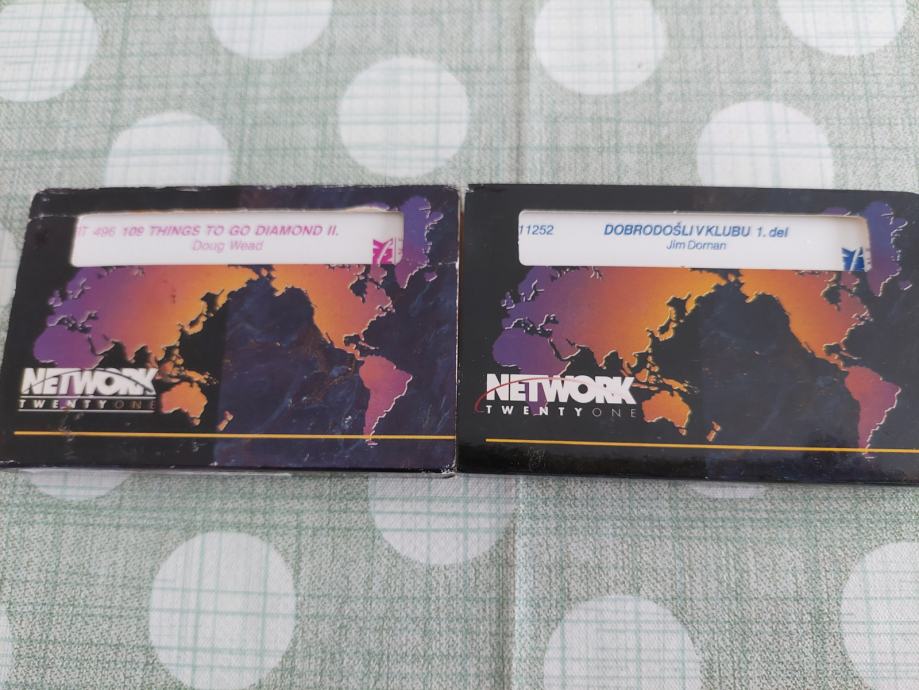 IT 496 109 THINGS TO GO DIAMOND II.
Doug Wead
NETWORK
TWENTYONE
11252 DOBRODOŠLI V KLUBU 1. del
Jim Dornan
NETWORK
TWENTYONE